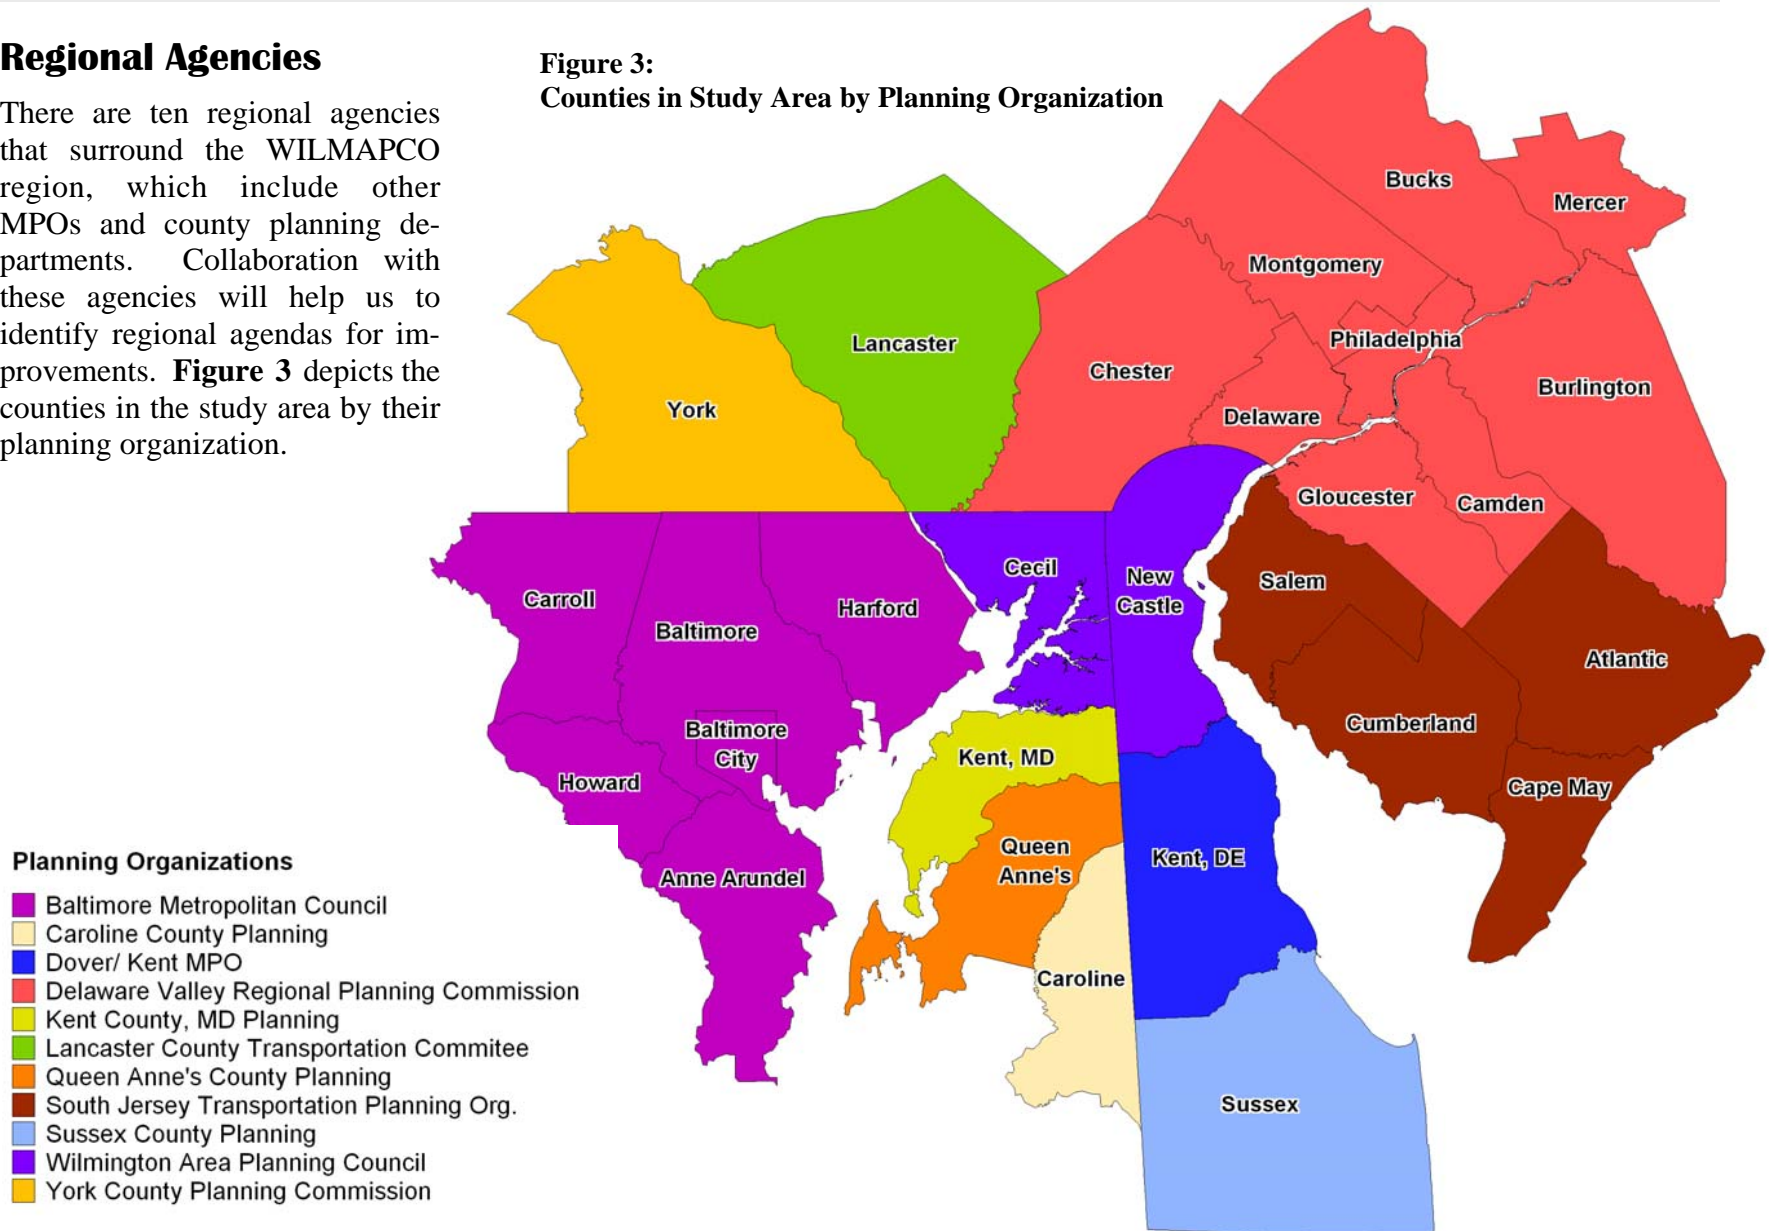 Regional Agencies
There are ten regional agencies
that surround the WILMAPCO
region, which include other
MPOs and county planning de-
partments. Collaboration with
these agencies will help us to
identify regional agendas for im-
provements. Figure 3 depicts the
counties in the study area by their
planning organization.
Figure 3:
Counties in Study Area by Planning Organization
Bucks
Mercer
Montgomery
Lancaster
Philadelphia
Chester
Burlington
York
Delaware
Gloucester
Camden
Cecil
New
Castle
Salem
Carroll
Harford
Baltimore
Atlantic
Cumberland
Baltimore
City
Kent, MD
Howard
Cape May
Queen
Anne's
Kent, DE
Anne Arundel
Caroline
Sussex
Planning Organizations
Baltimore Metropolitan Council
Caroline County Planning
Dover/ Kent MPO
Delaware Valley Regional Planning Commission
Kent County, MD Planning
Lancaster County Transportation Commitee
Queen Anne's County Planning
South Jersey Transportation Planning Org.
Sussex County Planning
Wilmington Area Planning Council
York County Planning Commission